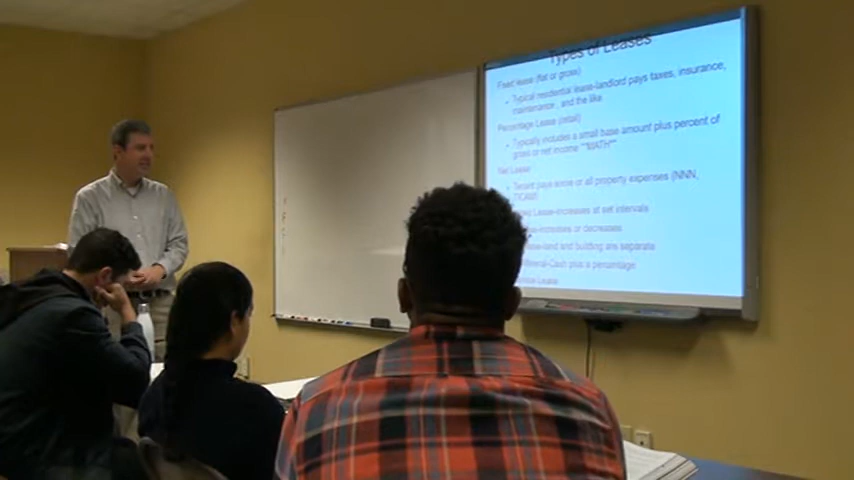 Types of Leases
Fixed lease (flat or gross)
Typical residential lease-landlord pays taxes, insurance,
maintenance, and the like
Percentage Lease (retail)
Typically includes a small base amount plus percent of
gross or net income **MATH**
Net Lease
Tenant pays some or all property expenses (NNN,
Lease-increases at set intervals
-increases or decreases
-land and building are separate
Mineral-Cash plus a percentage